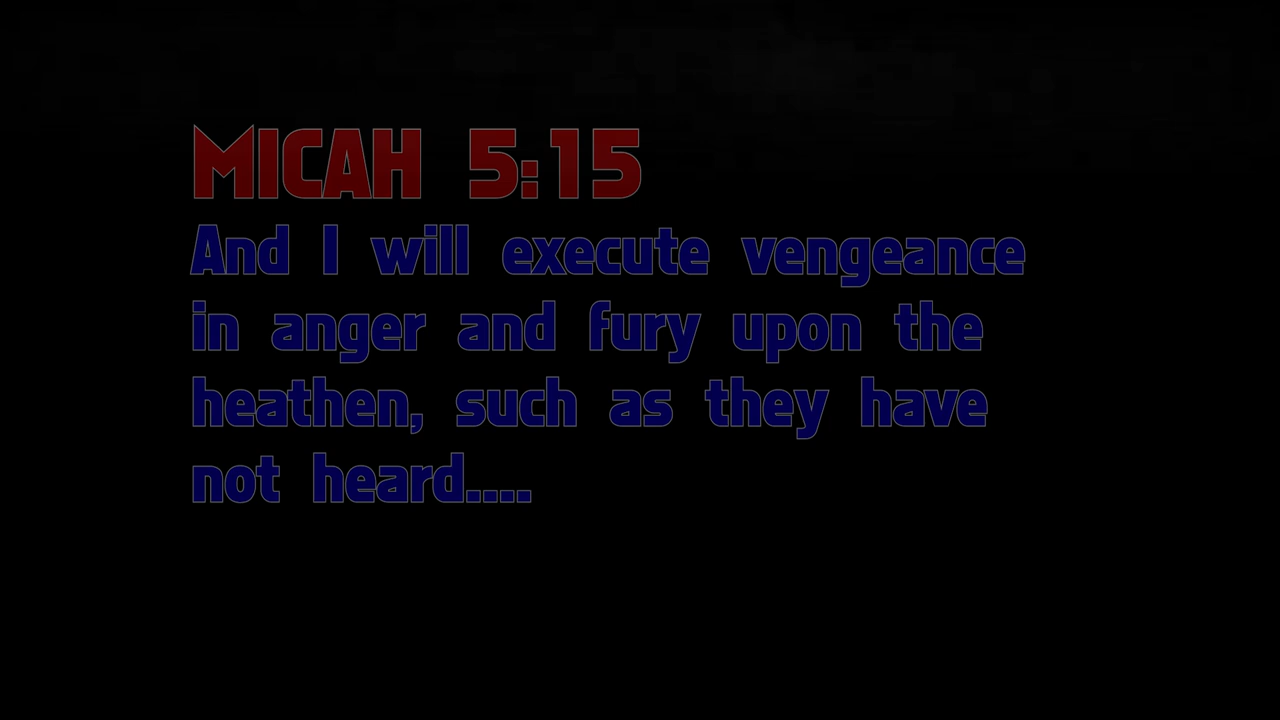 MICAH 5:15
And I will execute vengeance
in anger and fury upon the
heathen, such as they have
not heard....